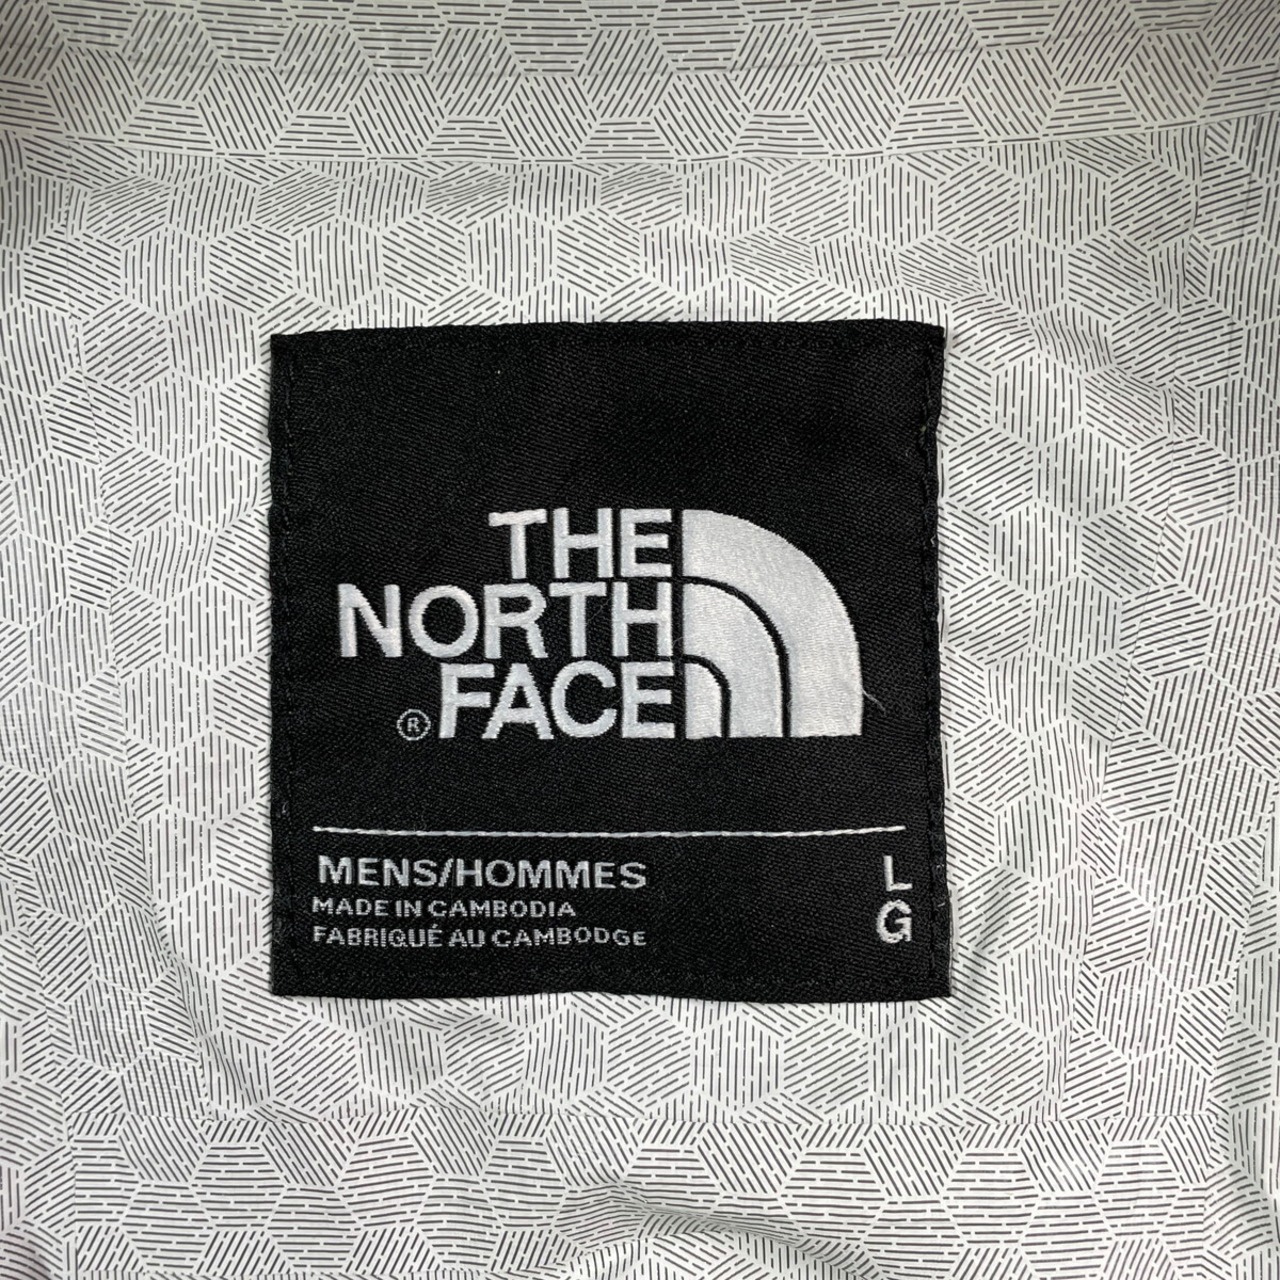 THE
NORTH
FACE
®
MENS/HOMMES
L
MADE IN CAMBODIA
G
FABRIQUÉ AU CAMBODGE